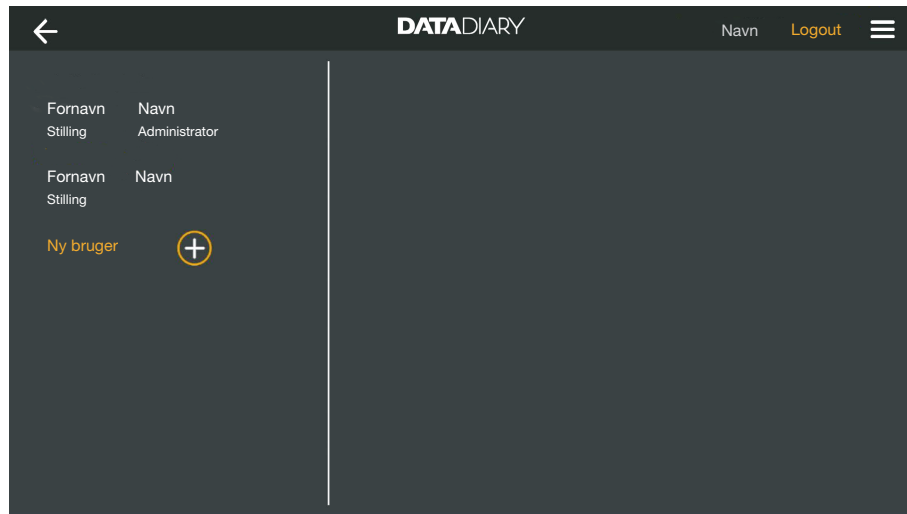 DATADIARY
Navn Logout
Fornavn Navn
Stilling Administrator
Fornavn Navn
Stilling
Ny bruger